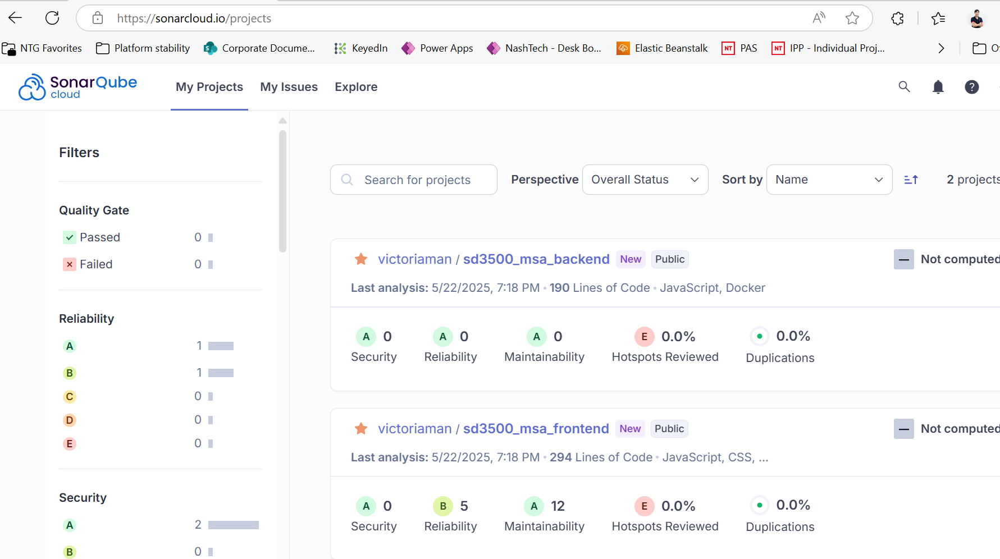 https://sonarcloud.io/projects
NTG Favorites Platform stability Corporate Docume... KeyedIn Power Apps NashTech - Desk Bo... Elastic Beanstalk NT PAS NT IPP - Individual Proj...
SonarQube
cloud
My Projects My Issues Explore
Filters
Search for projects Perspective Overall Status Sort by Name 2 projects
Quality Gate
Passed 0
Failed 0
Reliability
A 1
B 1
C 0
D 0
E 0
Security
A 2
B 0
victoriaman / sd3500_msa_backend New Public Not computed
Last analysis: 5/22/2025, 7:18 PM • 190 Lines of Code • JavaScript, Docker
A 0 A 0 A 0 E 0.0% 0.0%
Security Reliability Maintainability Hotspots Reviewed Duplications
victoriaman / sd3500_msa_frontend New Public Not computed
Last analysis: 5/22/2025, 7:18 PM • 294 Lines of Code • JavaScript, CSS, ...
A 0 B 5 A 12 E 0.0% 0.0%
Security Reliability Maintainability Hotspots Reviewed Duplications